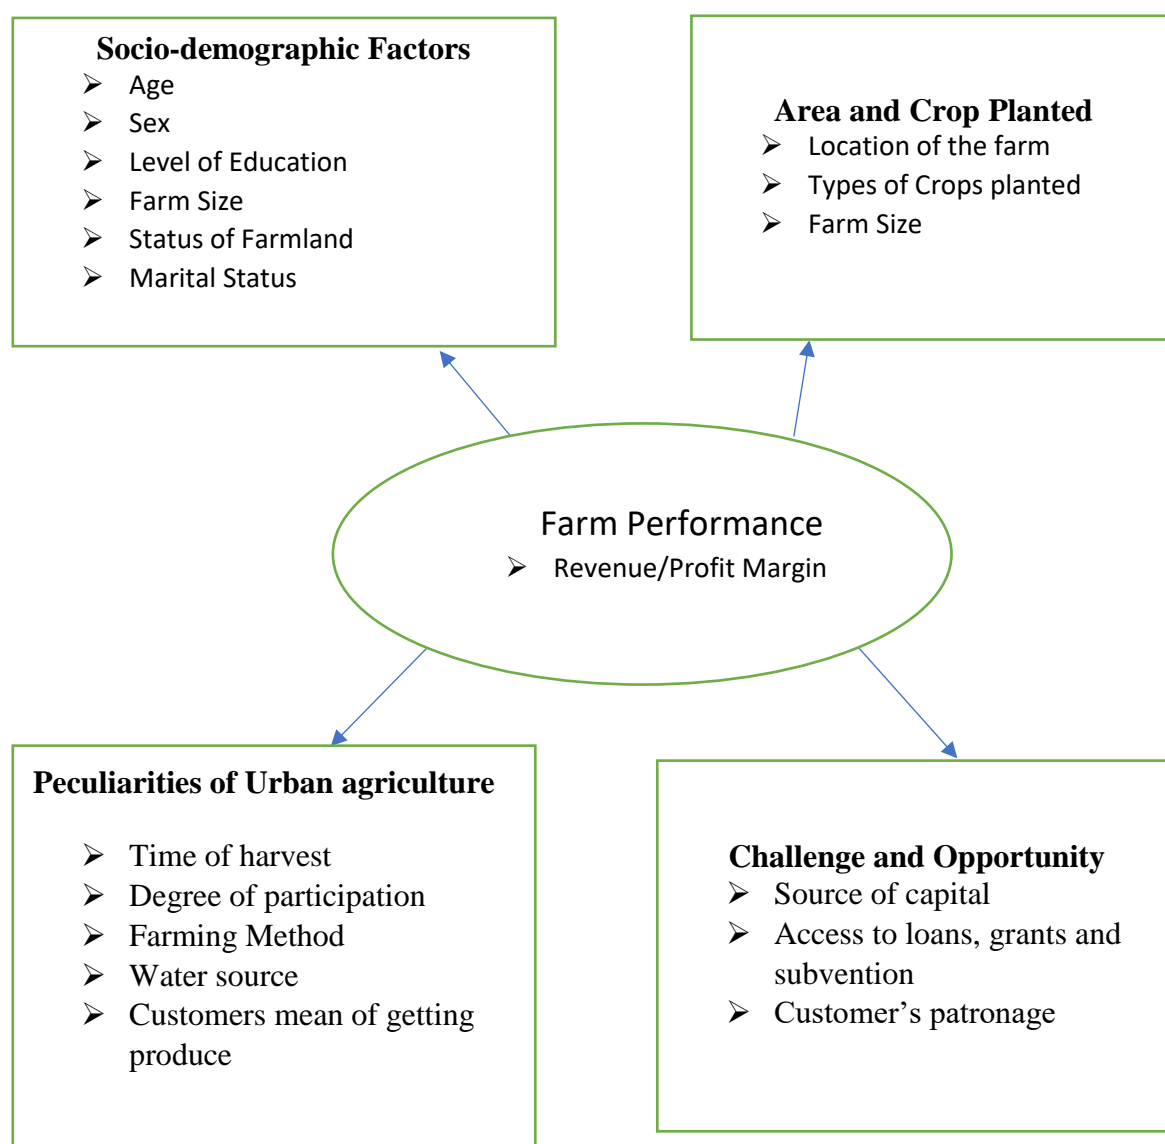 Socio-demographic Factors
➢ Age
➢ Sex
➢ Level of Education
➢ Farm Size
➢ Status of Farmland
➢ Marital Status
Area and Crop Planted
➢ Location of the farm
➢ Types of Crops planted
➢ Farm Size
Farm Performance
➢ Revenue/Profit Margin
Peculiarities of Urban agriculture
➢ Time of harvest
➢ Degree of participation
➢ Farming Method
➢ Water source
➢ Customers mean of getting
produce
Challenge and Opportunity
➢ Source of capital
➢ Access to loans, grants and
subvention
➢ Customer’s patronage